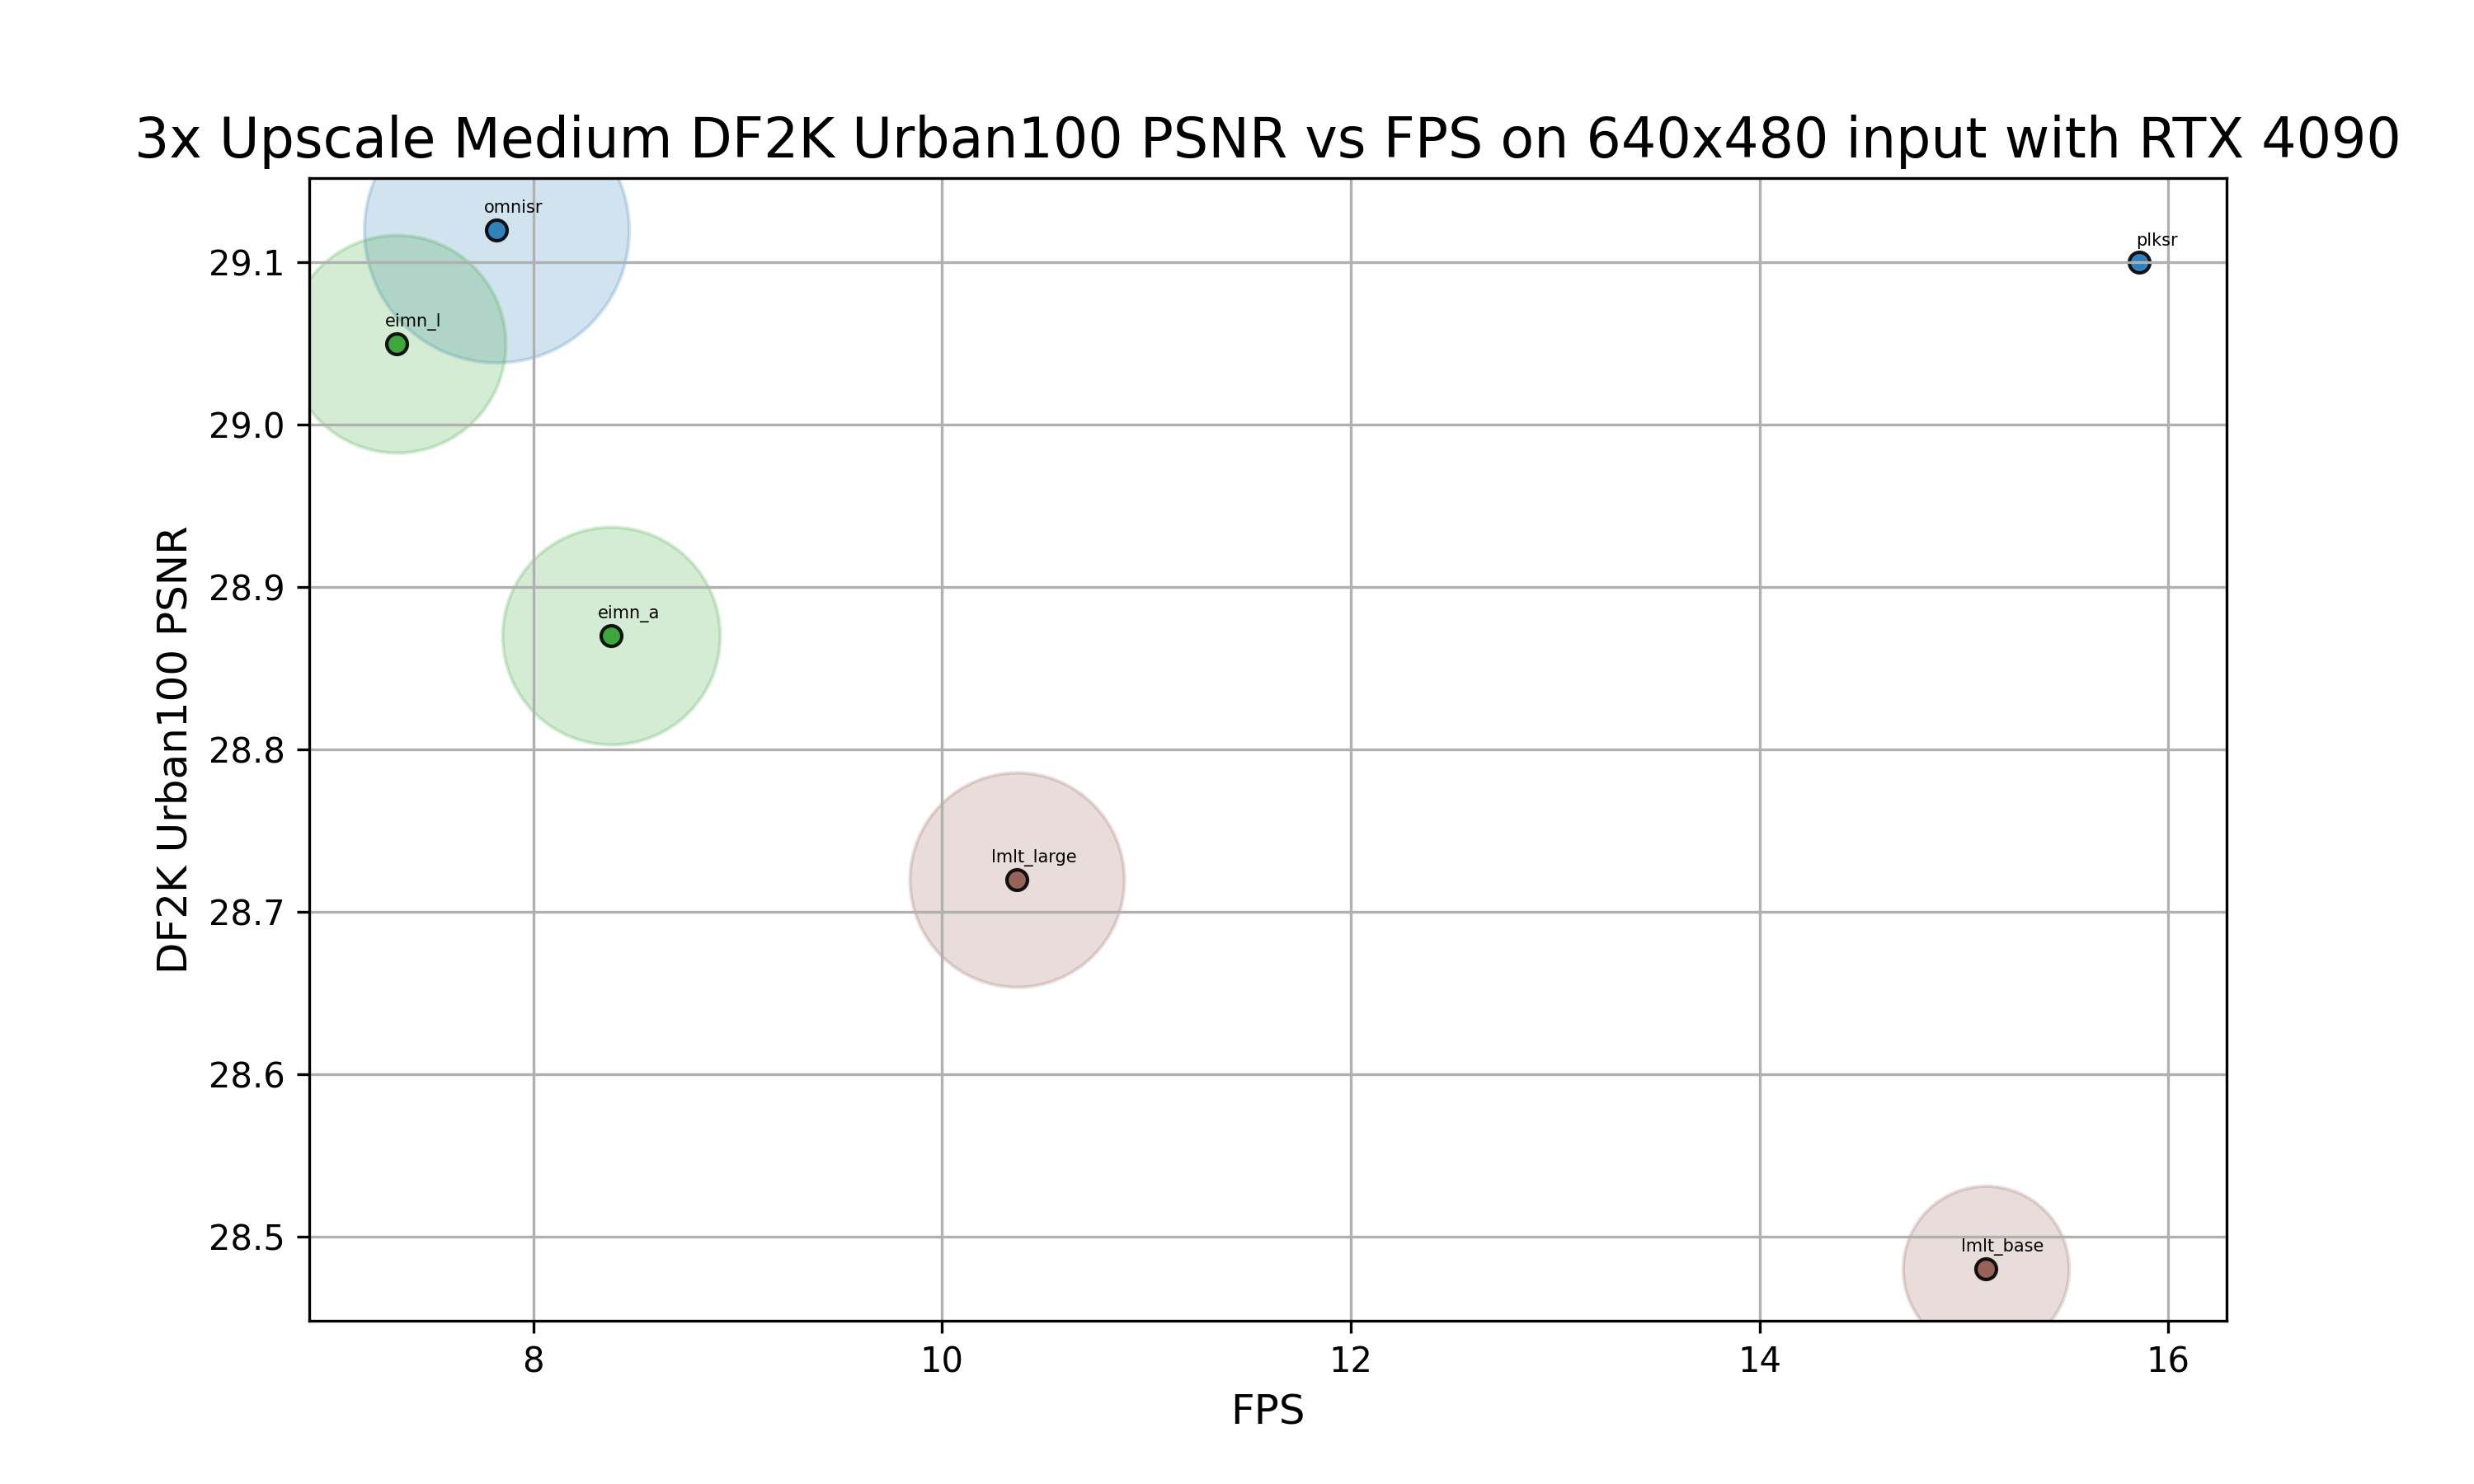 3x Upscale Medium DF2K Urban100 PSNR vs FPS on 640x480 input with RTX 4090
omnisr
plksr
29.1
eimn_l
29.0
DF2K Urban100 PSNR
28.9
eimn_a
28.8
lmlt_large
28.7
28.6
28.5
lmlt_base
8
10
12
14
16
FPS